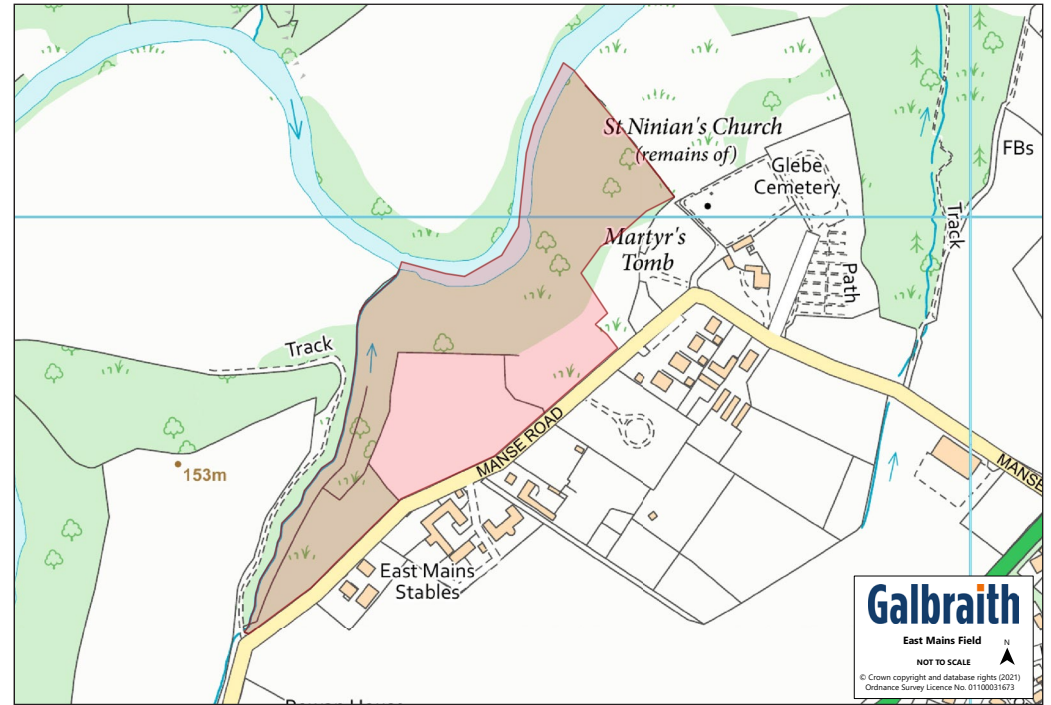 St Ninian's Church
(remains of)
Glebe
Cemetery
FBs
Track
Martyr's
Tomb
Path
Track
MANSE ROAD
153m
MANSE
East Mains
Stables
Galbraith
East Mains Field
N
NOT TO SCALE
© Crown copyright and database rights (2021)
Ordnance Survey Licence No. 01100031673